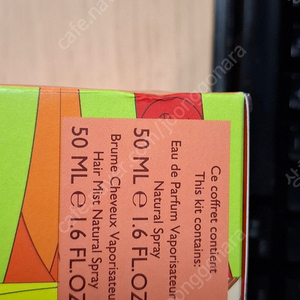 Ce coffret contient
This kit contains:
Eau de Parfum Vaporisateur
Natural Spray
50 ML e 1.6 FL.OZ
Brume Cheveux Vaporisateur
Hair Mist Natural Spray
50 ML e 1.6 FL.OZ